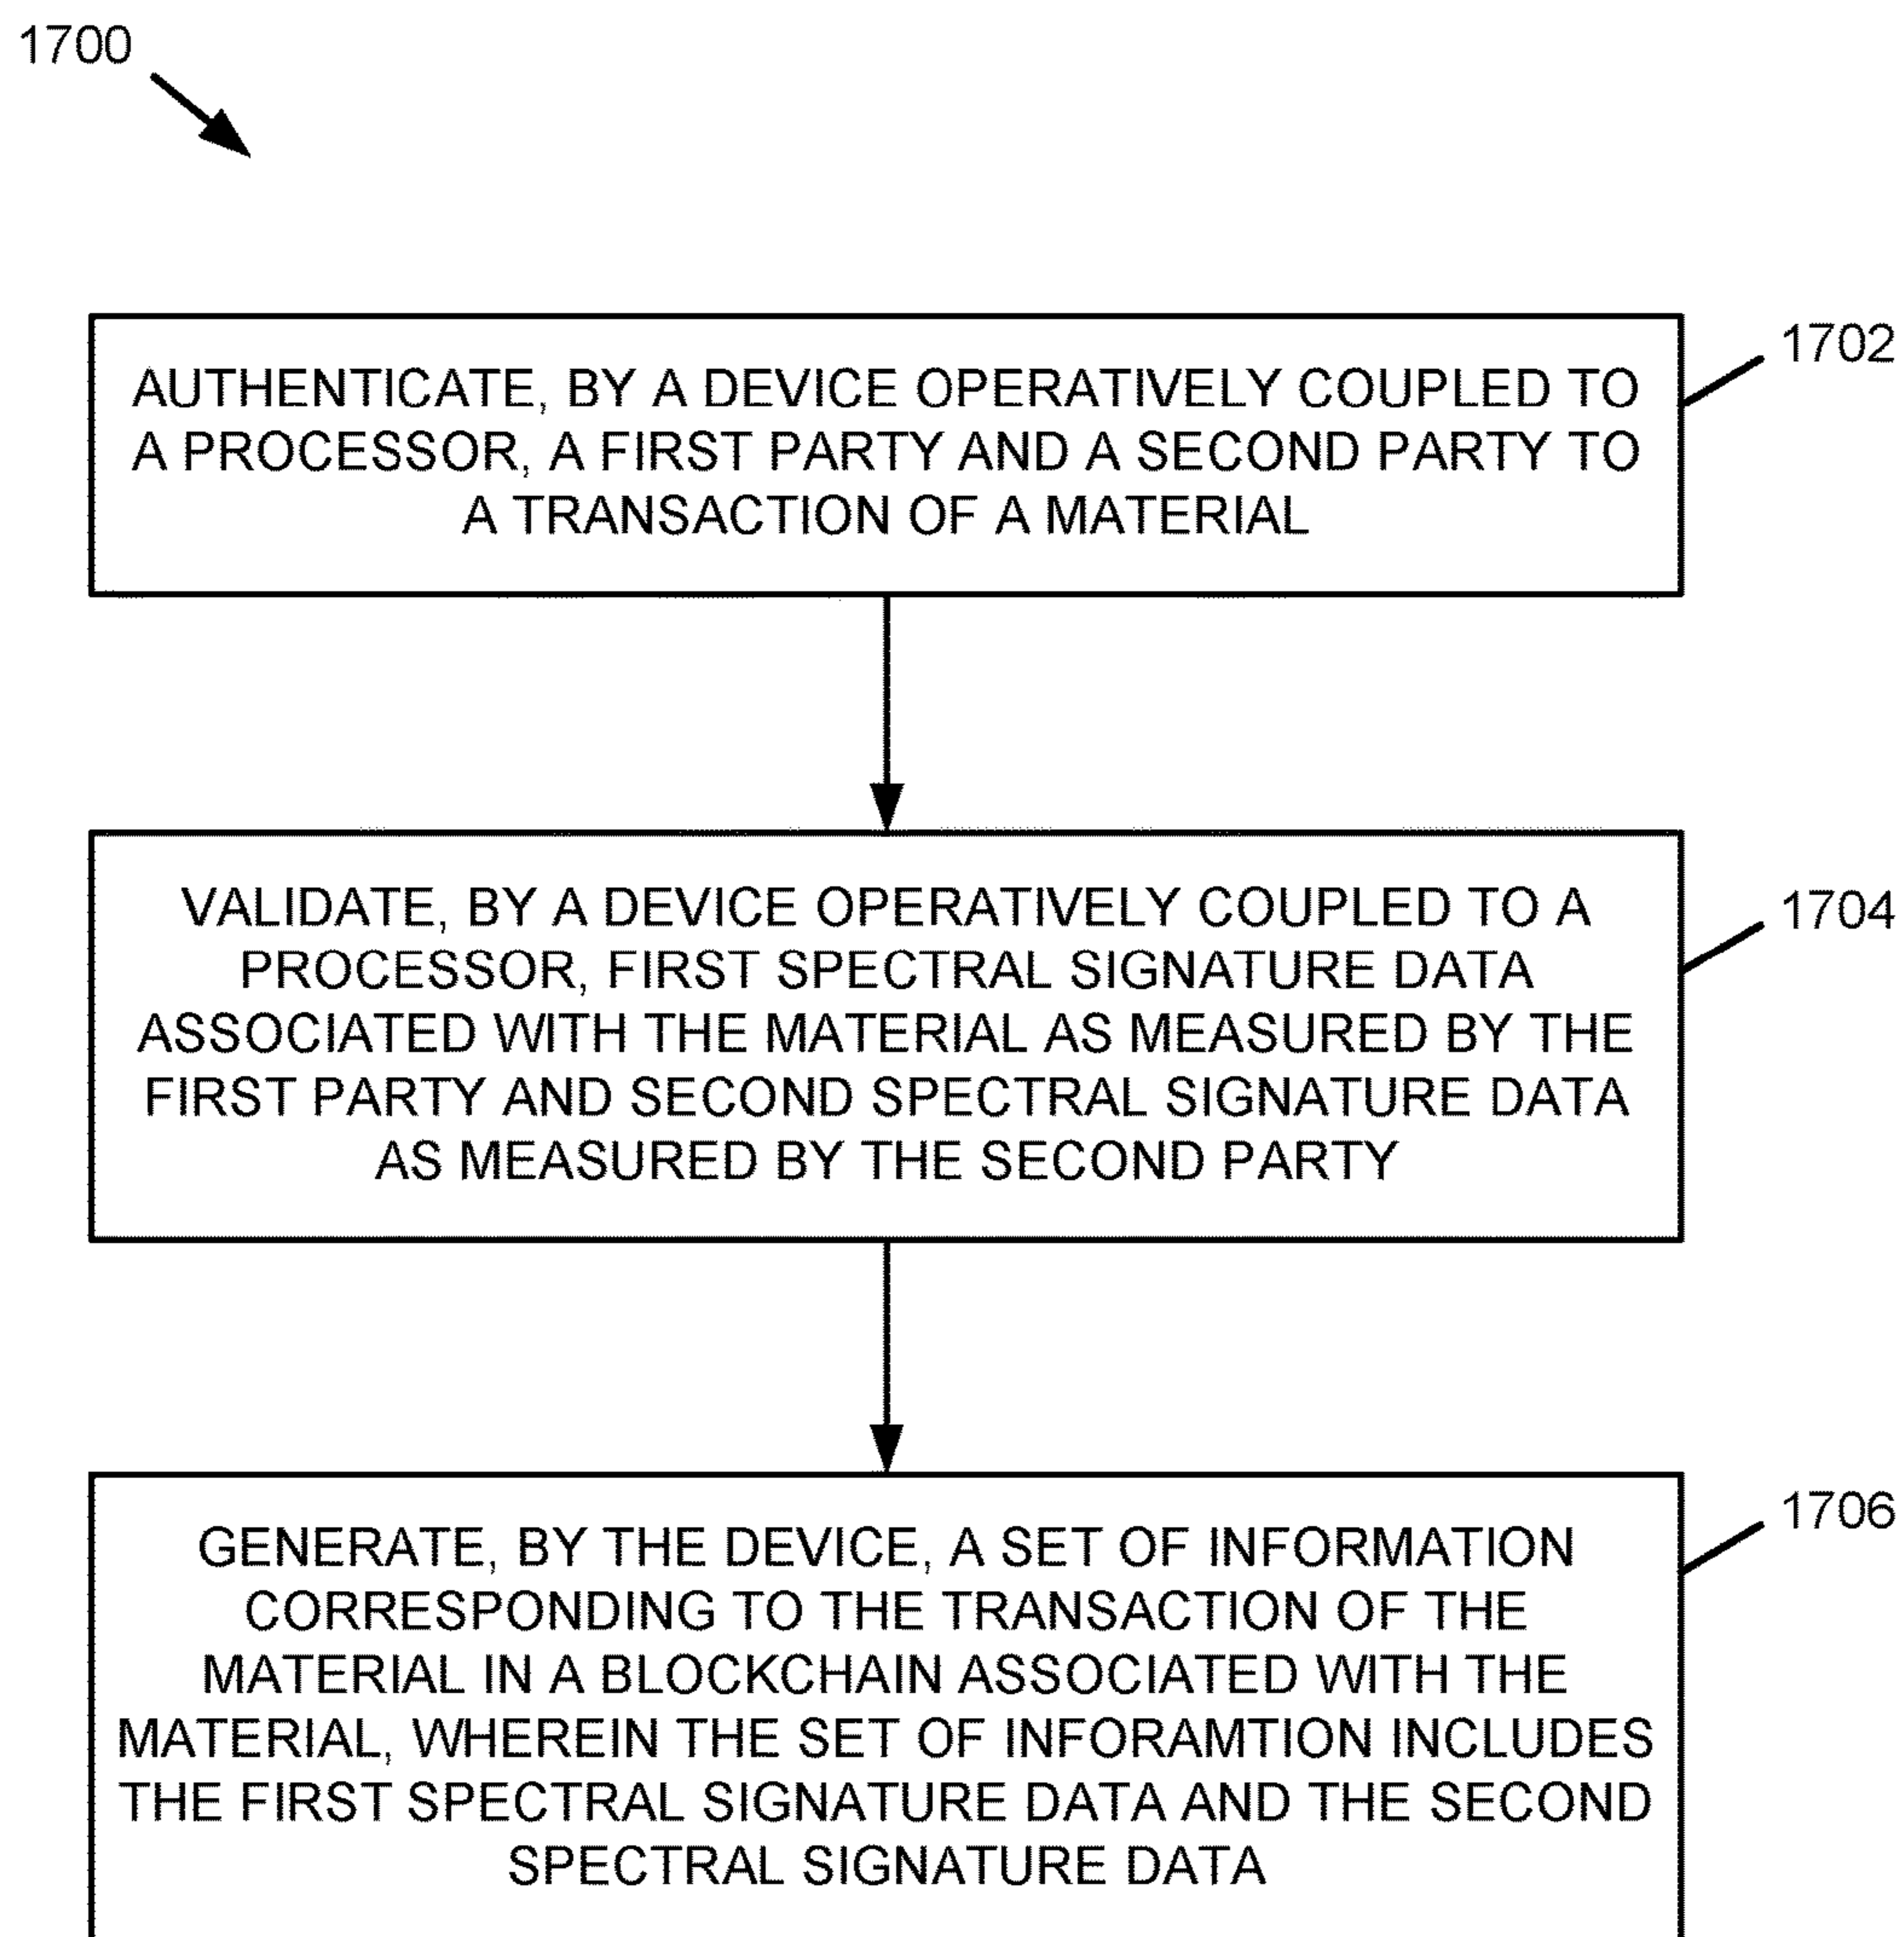 1700
1702
AUTHENTICATE, BY A DEVICE OPERATIVELY COUPLED TO
A PROCESSOR, A FIRST PARTY AND A SECOND PARTY TO
A TRANSACTION OF A MATERIAL
1704
VALIDATE, BY A DEVICE OPERATIVELY COUPLED TO A
PROCESSOR, FIRST SPECTRAL SIGNATURE DATA
ASSOCIATED WITH THE MATERIAL AS MEASURED BY THE
FIRST PARTY AND SECOND SPECTRAL SIGNATURE DATA
AS MEASURED BY THE SECOND PARTY
1706
GENERATE, BY THE DEVICE, A SET OF INFORMATION
CORRESPONDING TO THE TRANSACTION OF THE
MATERIAL IN A BLOCKCHAIN ASSOCIATED WITH THE
MATERIAL, WHEREIN THE SET OF INFORAMTION INCLUDES
THE FIRST SPECTRAL SIGNATURE DATA AND THE SECOND
SPECTRAL SIGNATURE DATA